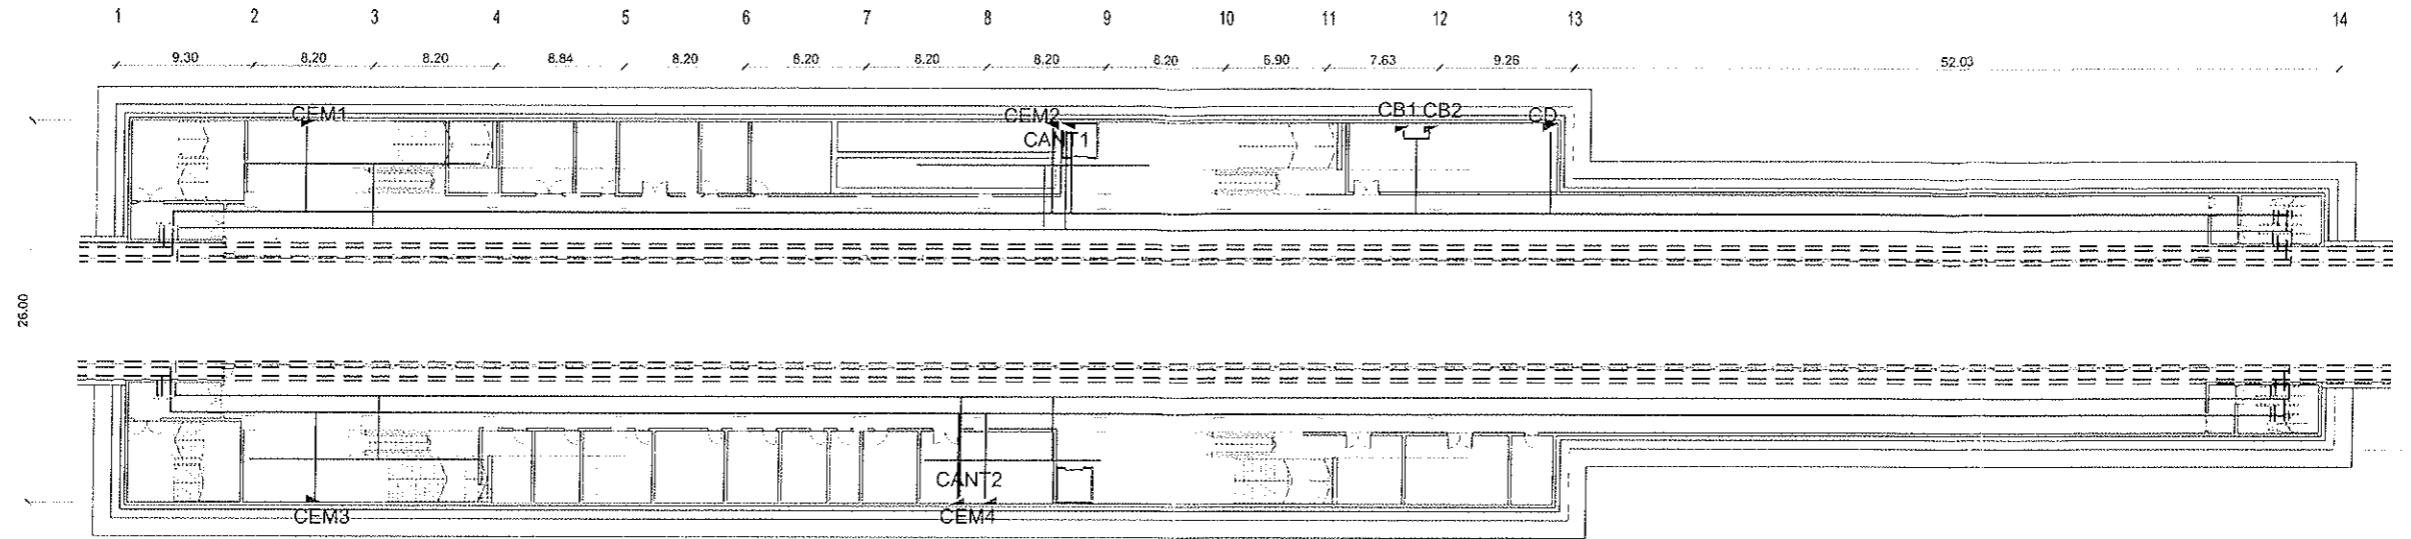 1 2 3 4 5 6 7 8 9 10 11 12 13 14
9.30 8.20 8.20 8.84 8.20 8.20 8.20 8.20 8.20 6.90 7.63 9.26 52.03
CEM1 CEM2 CB1 CB2 CD
CANT1
26.00
CANT2
CEM3 CEM4